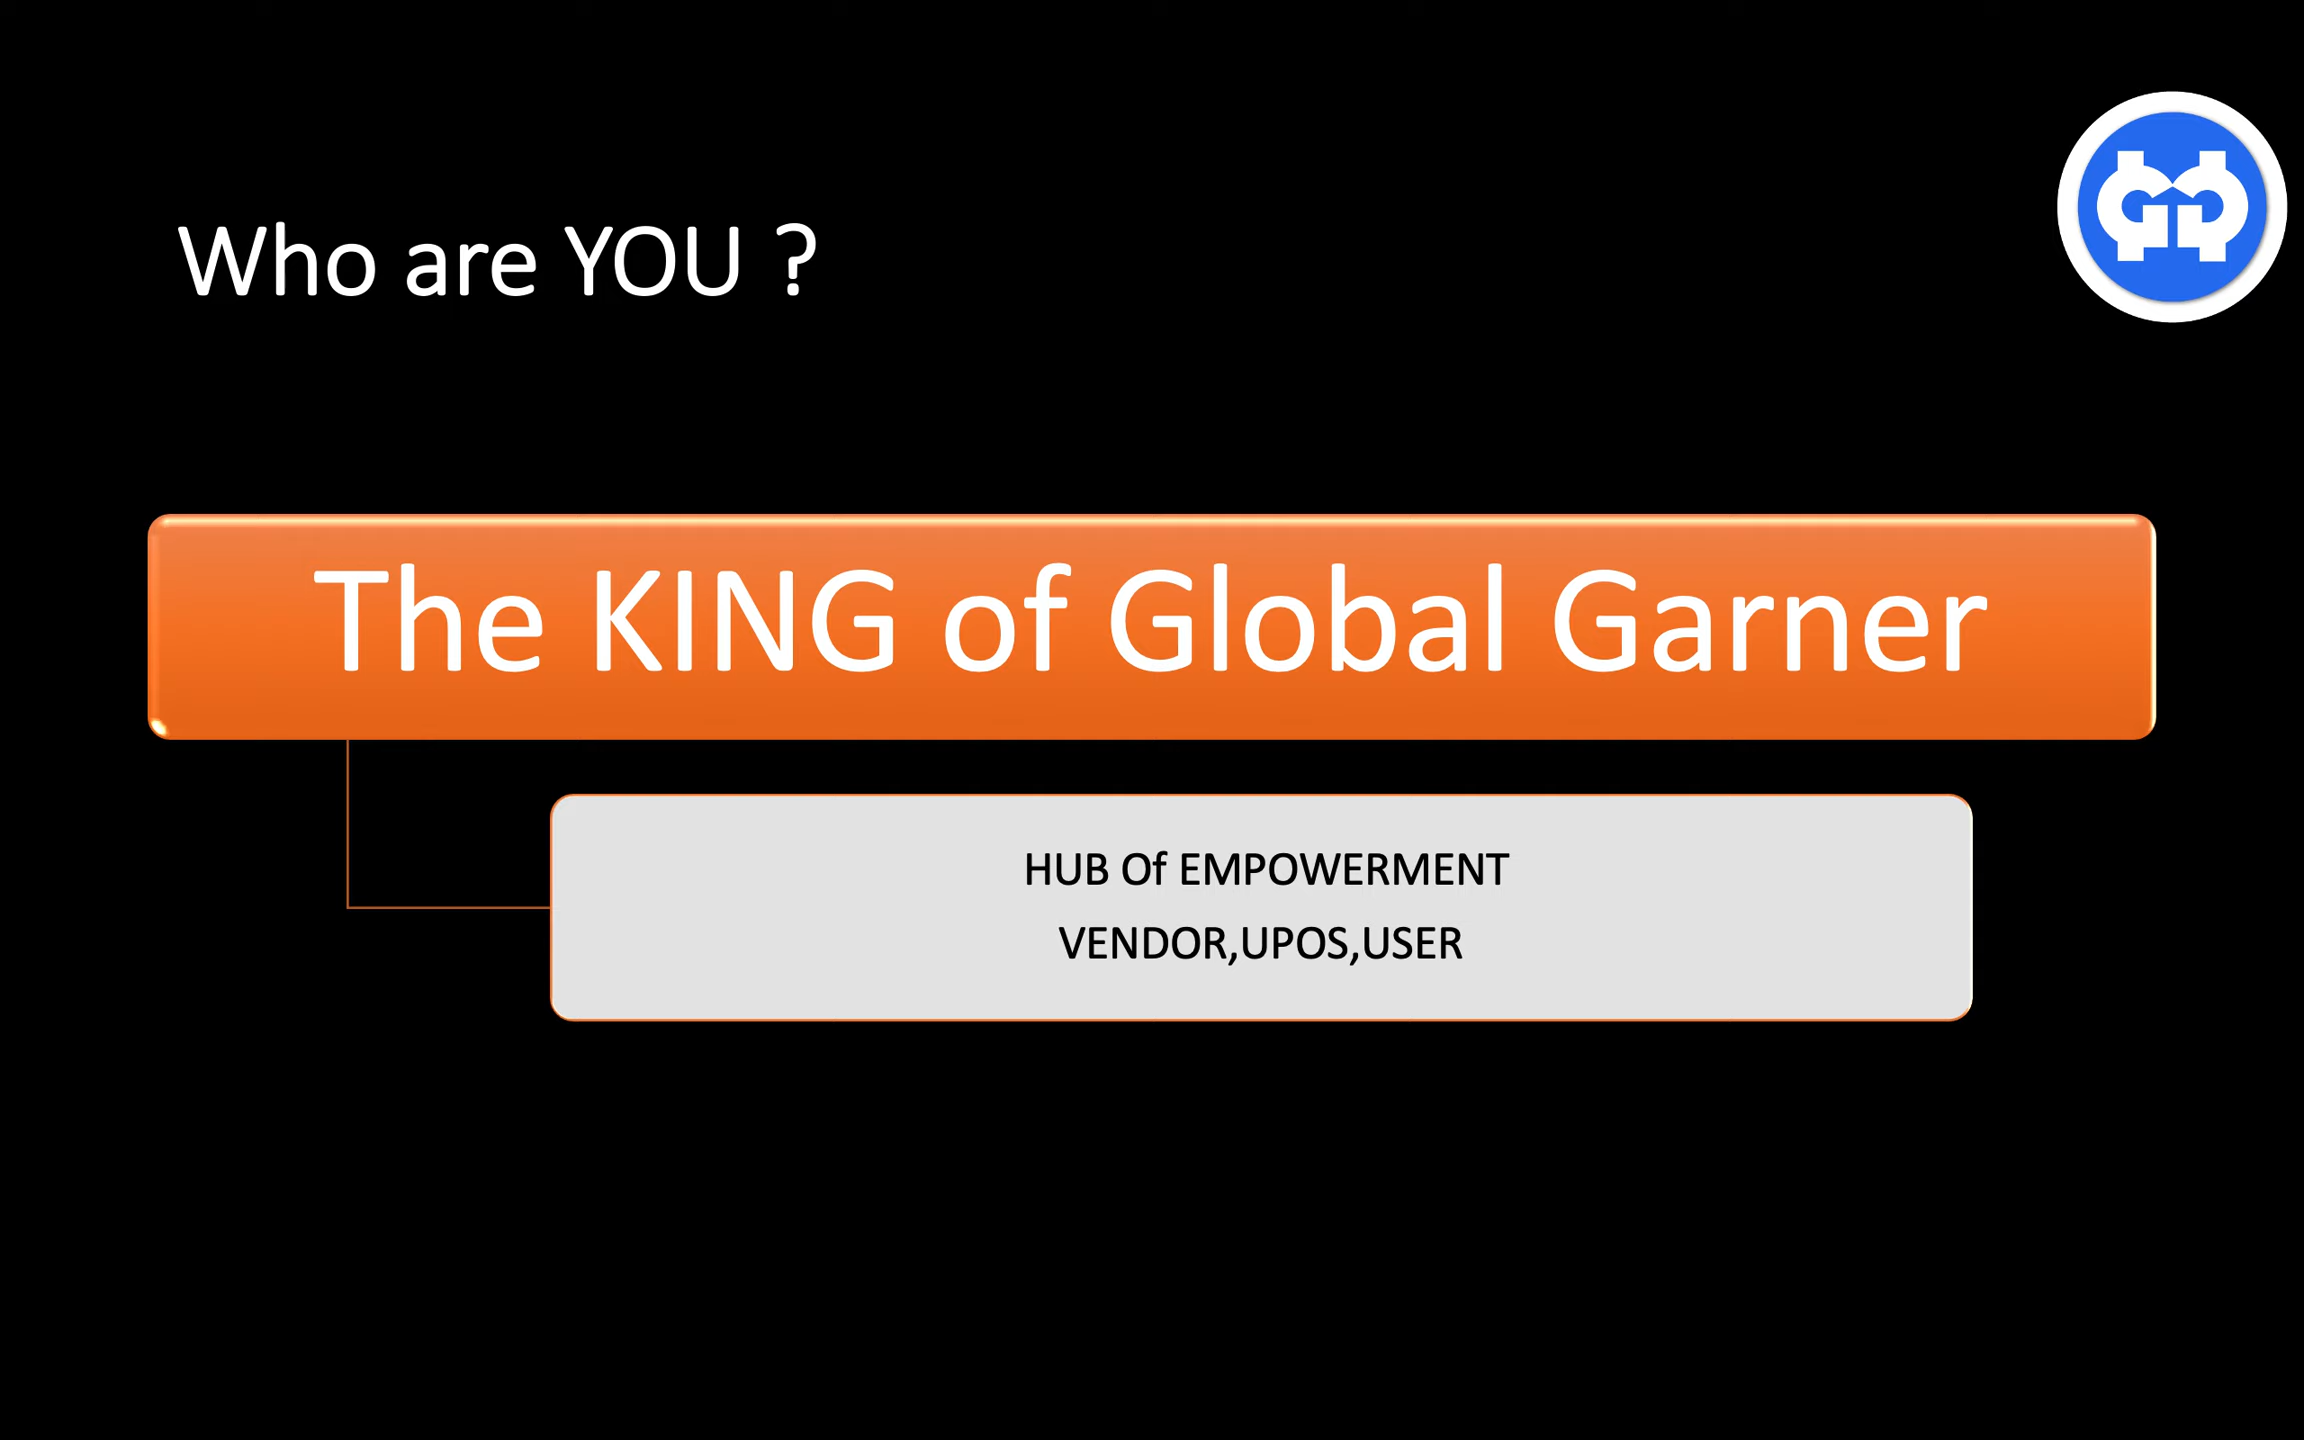 Who are YOU ?
The KING of Global Garner
HUB Of EMPOWERMENT
VENDOR,UPOS,USER